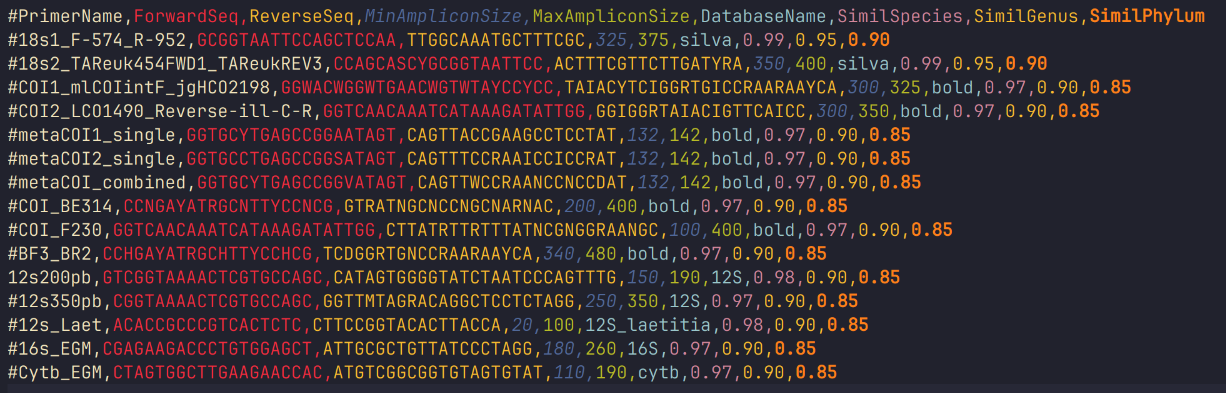 #PrimerName,ForwardSeq,ReverseSeq,MinAmpliconSize,MaxAmpliconSize,DatabaseName,SimilSpecies,SimilGenus,SimilPhylum
#18s1_F-574_R-952,GCGGTAATTCCAGCTCCAA,TTGGCAAATGCTTTCGC,325,375,silva,0.99,0.95,0.90
#18s2_TAReuk454FWD1_TAReukREV3,CCAGCASCYGCGGTAATTCC,ACTTTCGTTCTTGATYRA,350,400,silva,0.99,0.95,0.90
#COI1_mlCOIintF_jgHCO2198,GGWACWGGWTGAACWGTWTAYCCYCC,TAIACYTCIGGRTGICCRAARAAYCA,300,325,bold,0.97,0.90,0.85
#COI2_LCO1490_Reverse-ill-C-R,GGTCAACAAATCATAAAGATATTGG,GGIGGRTAIACIGTTCAICC,300,350,bold,0.97,0.90,0.85
#metaCOI1_single,GGTGCYTGAGCCGGAATAGT,CAGTTACCGAAGCCTCCTAT,132,142,bold,0.97,0.90,0.85
#metaCOI2_single,GGTGCCTGAGCCGGSATAGT,CAGTTTCCRAAICCICCRAT,132,142,bold,0.97,0.90,0.85
#metaCOI_combined,GGTGCYTGAGCCGGVATAGT,CAGTTWCCRAANCCNCCDAT,132,142,bold,0.97,0.90,0.85
#COI_BE314,CCNGAYATRGCNTTYCCNCG,GTRATNGCNCCNGCNARNAC,200,400,bold,0.97,0.90,0.85
#COI_F230,GGTCAACAAATCATAAAGATATTGG,CTTATRTTRTTTATNCGNGGRAANGC,100,400,bold,0.97,0.90,0.85
#BF3_BR2,CCHGAYATRGCHTTYCCHCG,TCDGGRTGNCCRAARAAYCA,340,480,bold,0.97,0.90,0.85
12s200pb,GTCGGTAAAACTCGTGCCAGC,CATAGTGGGGTATCTAATCCCAGTTTG,150,190,12S,0.98,0.90,0.85
#12s350pb,CGGTAAAACTCGTGCCAGC,GGTTMTAGRACAGGCTCCTCTAGG,250,350,12S,0.97,0.90,0.85
#12s_Laet,ACACCGCCCGTCACTCTC,CTTCCGGTACACTTACCA,20,100,12S_laetitia,0.98,0.90,0.85
#16s_EGM,CGAGAAGACCCTGTGGAGCT,ATTGCGCTGTTATCCCTAGG,180,260,16S,0.97,0.90,0.85
#Cytb_EGM,CTAGTGGCTTGAAGAACCAC,ATGTCGGCGGTGTAGTGTAT,110,190,cytb,0.97,0.90,0.85